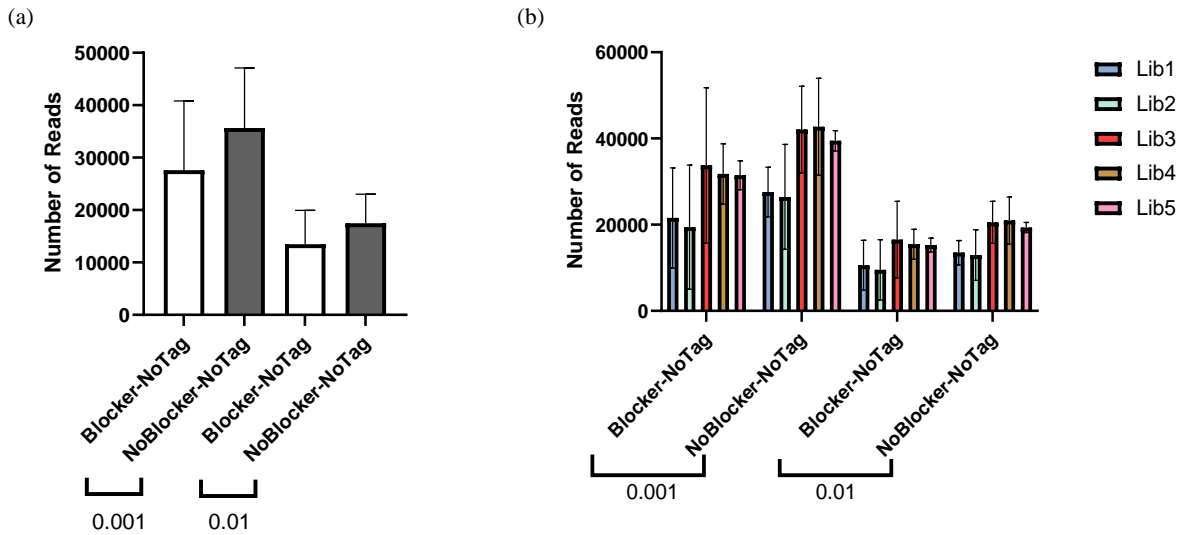 (a)
50000
40000
30000
20000
10000
0
Number of Reads
Blocker-NoTag
NoBlocker-NoTag
Blocker-NoTag
NoBlocker-NoTag
0.001
0.01
(b)
60000
40000
20000
0
Number of Reads
Blocker-NoTag
NoBlocker-NoTag
Blocker-NoTag
NoBlocker-NoTag
0.001
0.01
Lib1
Lib2
Lib3
Lib4
Lib5